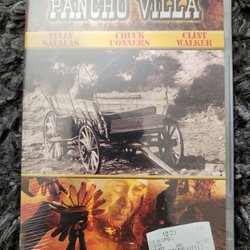 PANCHO VILLA
TELLY SAVALAS
CHUCK CONNERS
CLINT WALKER